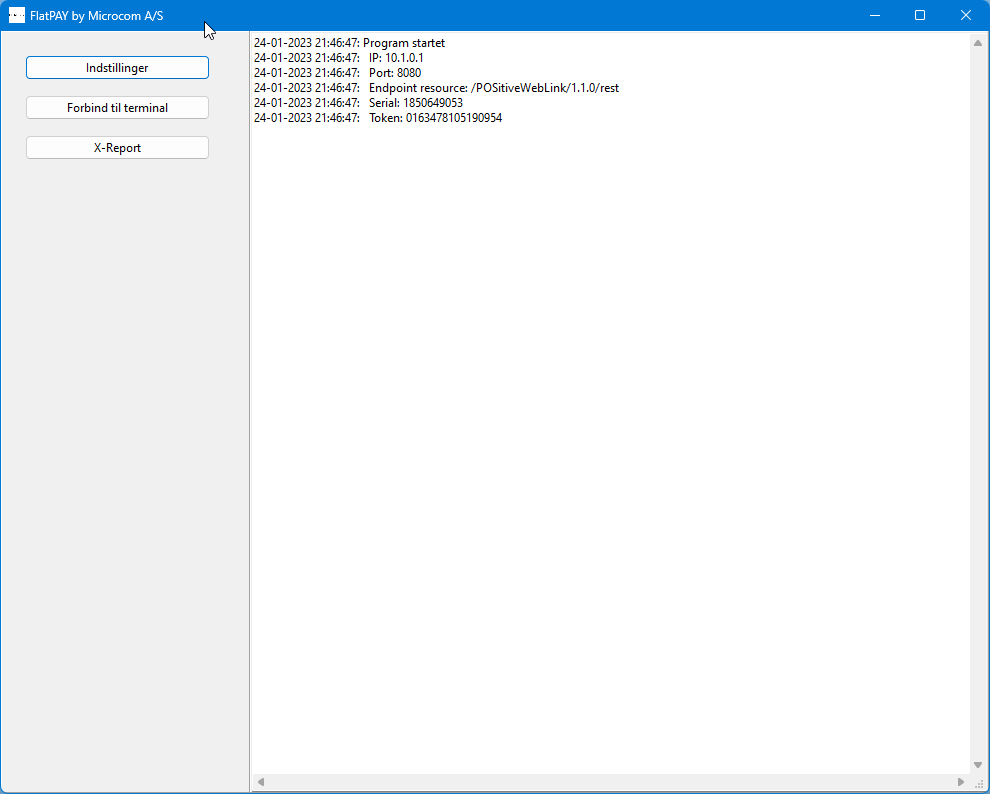 FlatPAY by Microcom A/S
Indstillinger
Forbind til terminal
X-Report
24-01-2023 21:46:47: Program startet
24-01-2023 21:46:47: IP: 10.1.0.1
24-01-2023 21:46:47: Port: 8080
24-01-2023 21:46:47: Endpoint resource: /POSitiveWebLink/1.1.0/rest
24-01-2023 21:46:47: Serial: 1850649053
24-01-2023 21:46:47: Token: 0163478105190954